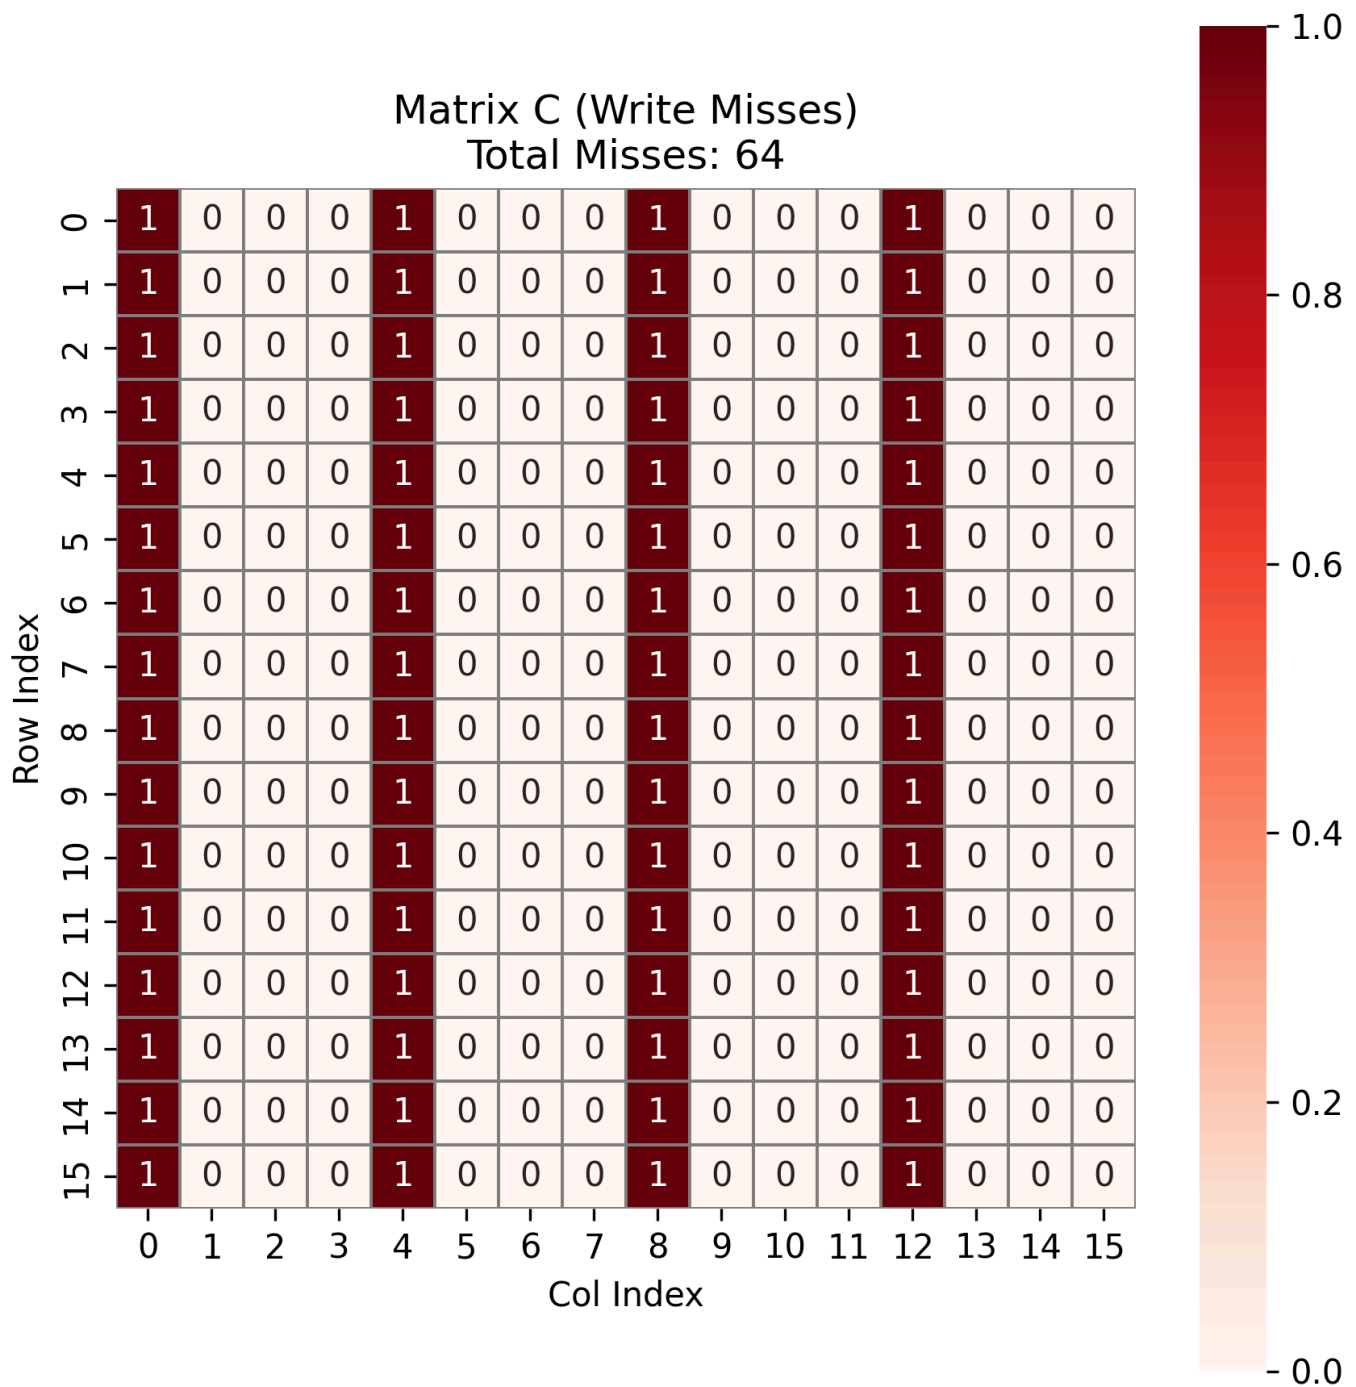 Matrix C (Write Misses)
Total Misses: 64
0 1 0 0 0 1 0 0 0 1 0 0 0 1 0 0 0
1 1 0 0 0 1 0 0 0 1 0 0 0 1 0 0 0
2 1 0 0 0 1 0 0 0 1 0 0 0 1 0 0 0
3 1 0 0 0 1 0 0 0 1 0 0 0 1 0 0 0
4 1 0 0 0 1 0 0 0 1 0 0 0 1 0 0 0
5 1 0 0 0 1 0 0 0 1 0 0 0 1 0 0 0
6 1 0 0 0 1 0 0 0 1 0 0 0 1 0 0 0
7 1 0 0 0 1 0 0 0 1 0 0 0 1 0 0 0
8 1 0 0 0 1 0 0 0 1 0 0 0 1 0 0 0
9 1 0 0 0 1 0 0 0 1 0 0 0 1 0 0 0
10 1 0 0 0 1 0 0 0 1 0 0 0 1 0 0 0
11 1 0 0 0 1 0 0 0 1 0 0 0 1 0 0 0
12 1 0 0 0 1 0 0 0 1 0 0 0 1 0 0 0
13 1 0 0 0 1 0 0 0 1 0 0 0 1 0 0 0
14 1 0 0 0 1 0 0 0 1 0 0 0 1 0 0 0
15 1 0 0 0 1 0 0 0 1 0 0 0 1 0 0 0
0 1 2 3 4 5 6 7 8 9 10 11 12 13 14 15
Col Index
Row Index
1.0
0.8
0.6
0.4
0.2
0.0